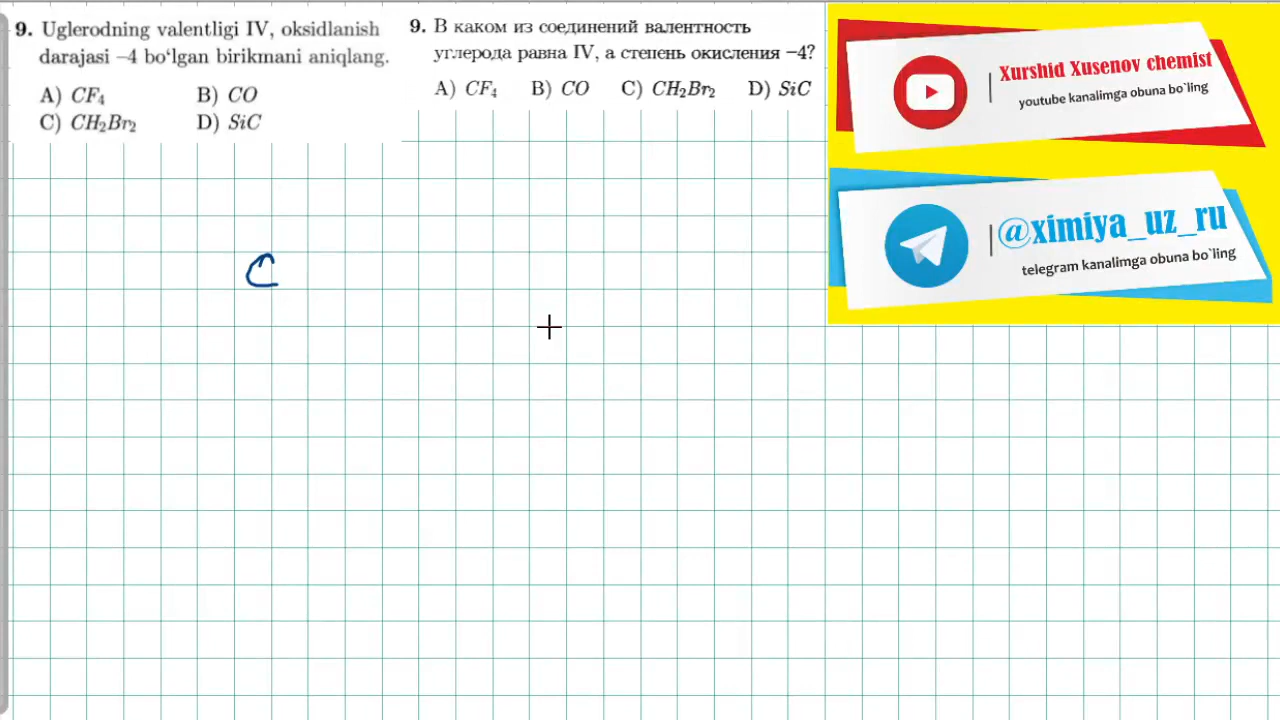 9. Uglerodning valentligi IV, oksidlanish
darajasi –4 bo‘lgan birikmani aniqlang.
A) CF₄ B) CO
C) CH₂Br₂ D) SiC
9. В каком из соединений валентность
углерода равна IV, а степень окисления –4?
A) CF₄ B) CO C) CH₂Br₂ D) SiC
Xurshid Xusenov chemist
youtube kanalimga obuna bo`ling
@ximiya_uz_ru
telegram kanalimga obuna bo`ling
C